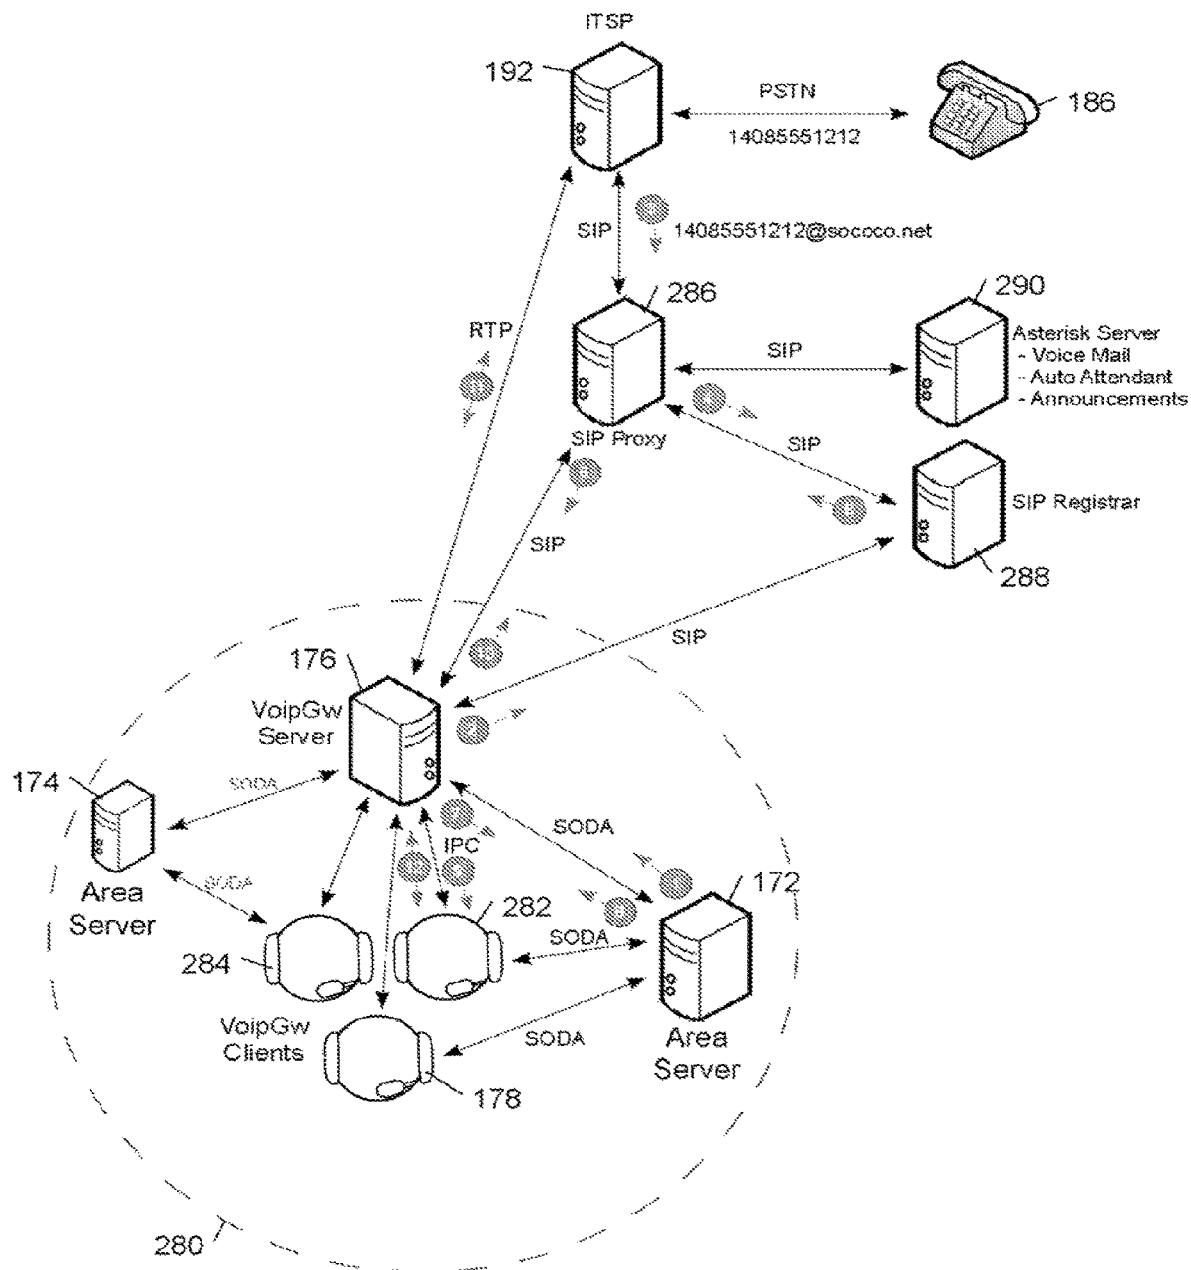 ITSP
192
PSTN
186
14085551212
SIP
14085551212@sococo.net
286
290
RTP
SIP
Asterisk Server
- Voice Mail
- Auto Attendant
- Announcements
SIP Proxy
SIP
SIP Registrar
SIP
288
SIP
176
VoipGw
Server
174
SODA
SODA
IPC
172
SODA
282
Area
Server
SODA
284
VoipGw
Clients
SODA
Area
Server
178
280